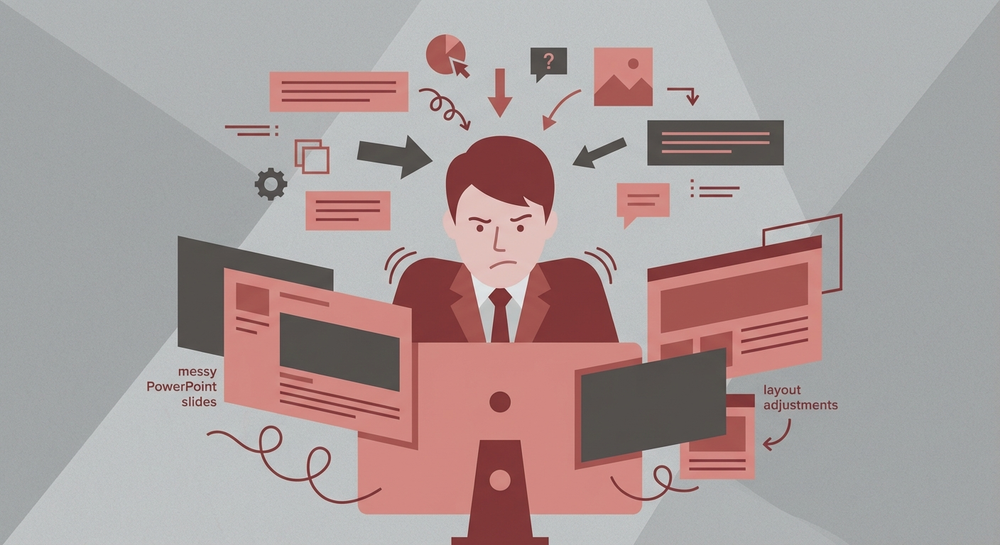 ?
messy
PowerPoint
slides
layout
adjustments